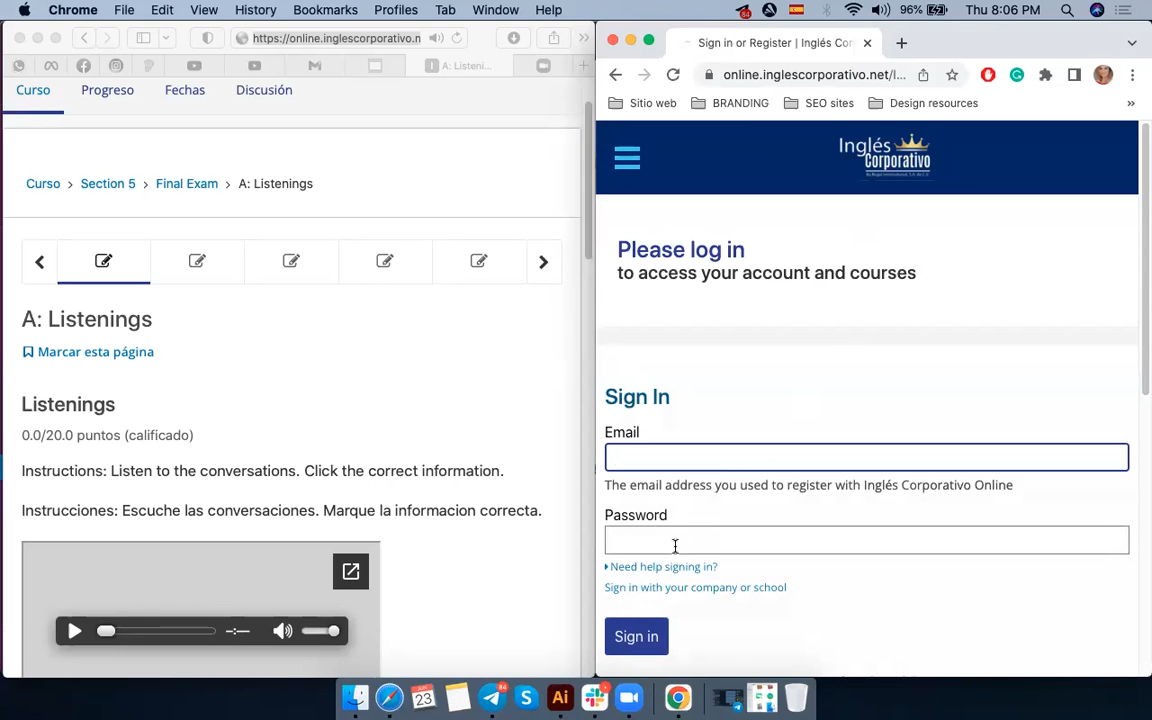 Chrome File Edit View History Bookmarks Profiles Tab Window Help
84
96%
Thu 8:06 PM
https://online.inglescorporativo.n
A: Listeni...
Curso Progreso Fechas Discusión
Curso > Section 5 > Final Exam > A: Listenings
A: Listenings
Marcar esta página
Listenings
0.0/20.0 puntos (calificado)
Instructions: Listen to the conversations. Click the correct information.
Instrucciones: Escuche las conversaciones. Marque la informacion correcta.
-:--
Sign in or Register | Inglés Cor
online.inglescorporativo.net/l...
Sitio web BRANDING SEO sites Design resources »
Inglés
Corporativo
Please log in
to access your account and courses
Sign In
Email
The email address you used to register with Inglés Corporativo Online
Password
Need help signing in?
Sign in with your company or school
Sign in
JUN
23
84
Ai